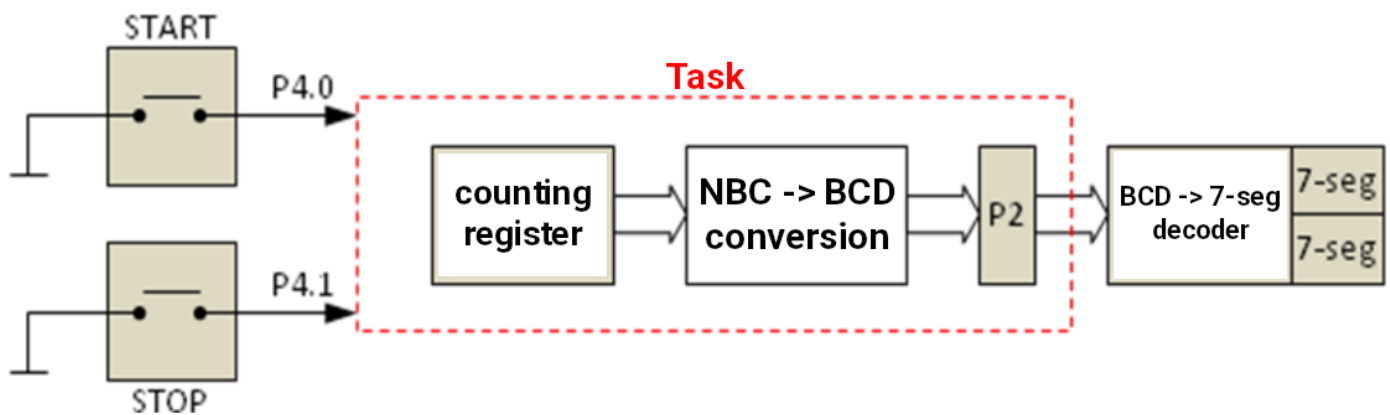 START
P4.0
Task
counting
register
NBC -> BCD
conversion
P2
BCD -> 7-seg
decoder
7-seg
7-seg
P4.1
STOP